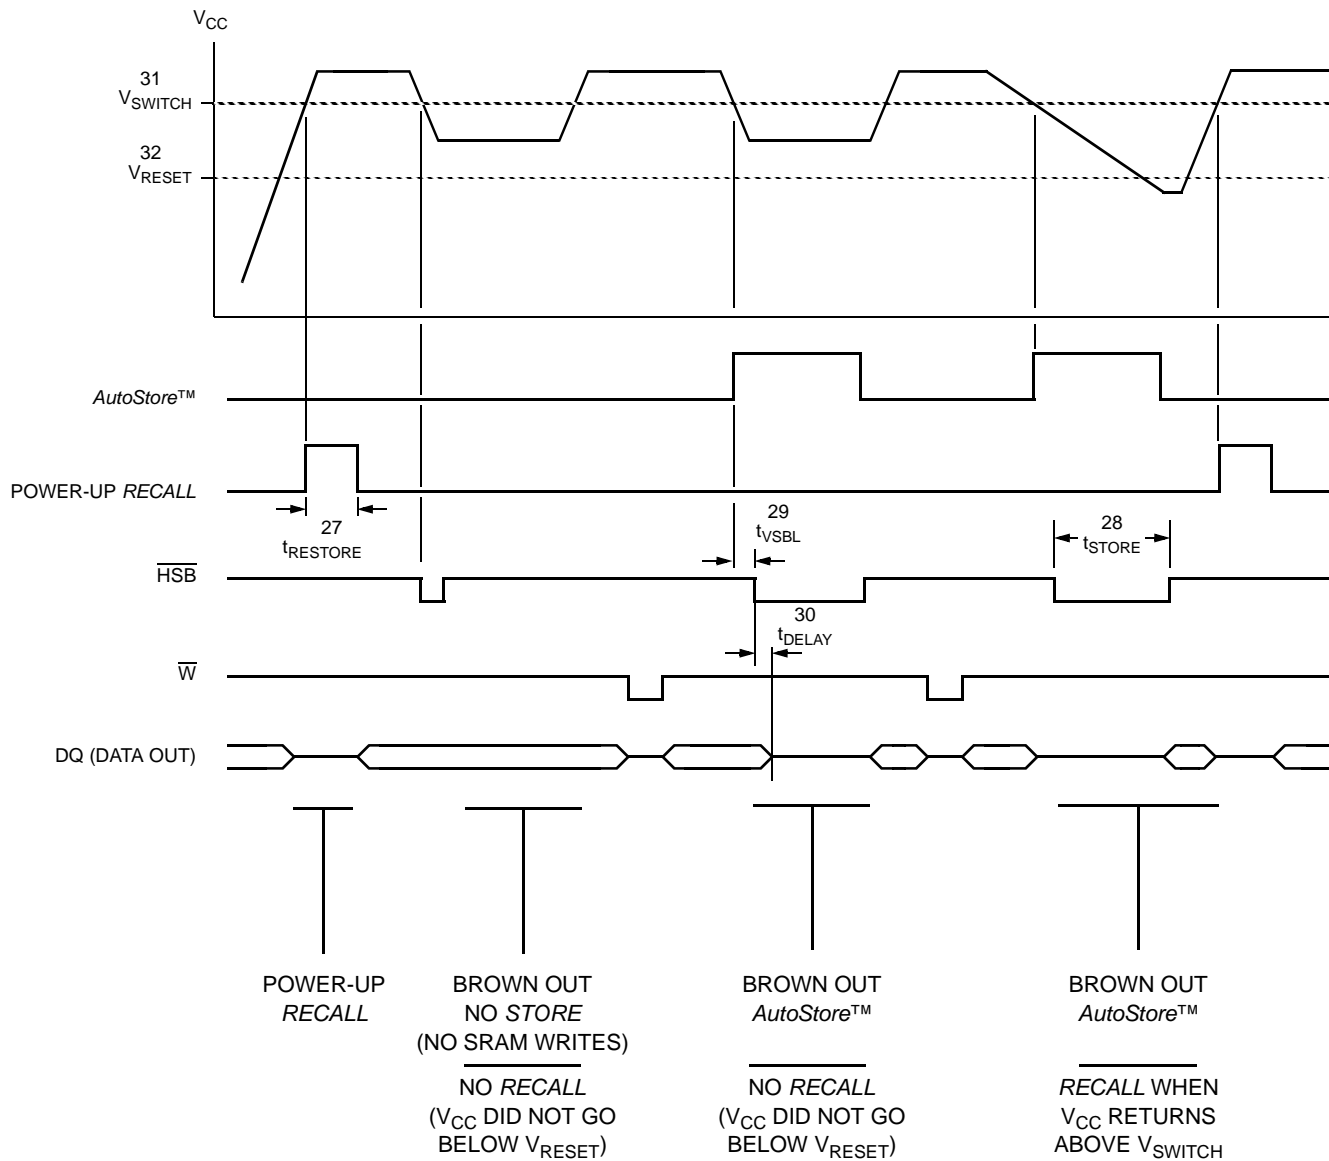 VCC
31
VSWITCH
32
VRESET
AutoStore™
POWER-UP RECALL
27
tRESTORE
29
tVSBL
28
tSTORE
HSB
30
tDELAY
W
DQ (DATA OUT)
POWER-UP
RECALL
BROWN OUT
NO STORE
(NO SRAM WRITES)
NO RECALL
(VCC DID NOT GO
BELOW VRESET)
BROWN OUT
AutoStore™
NO RECALL
(VCC DID NOT GO
BELOW VRESET)
BROWN OUT
AutoStore™
RECALL WHEN
VCC RETURNS
ABOVE VSWITCH